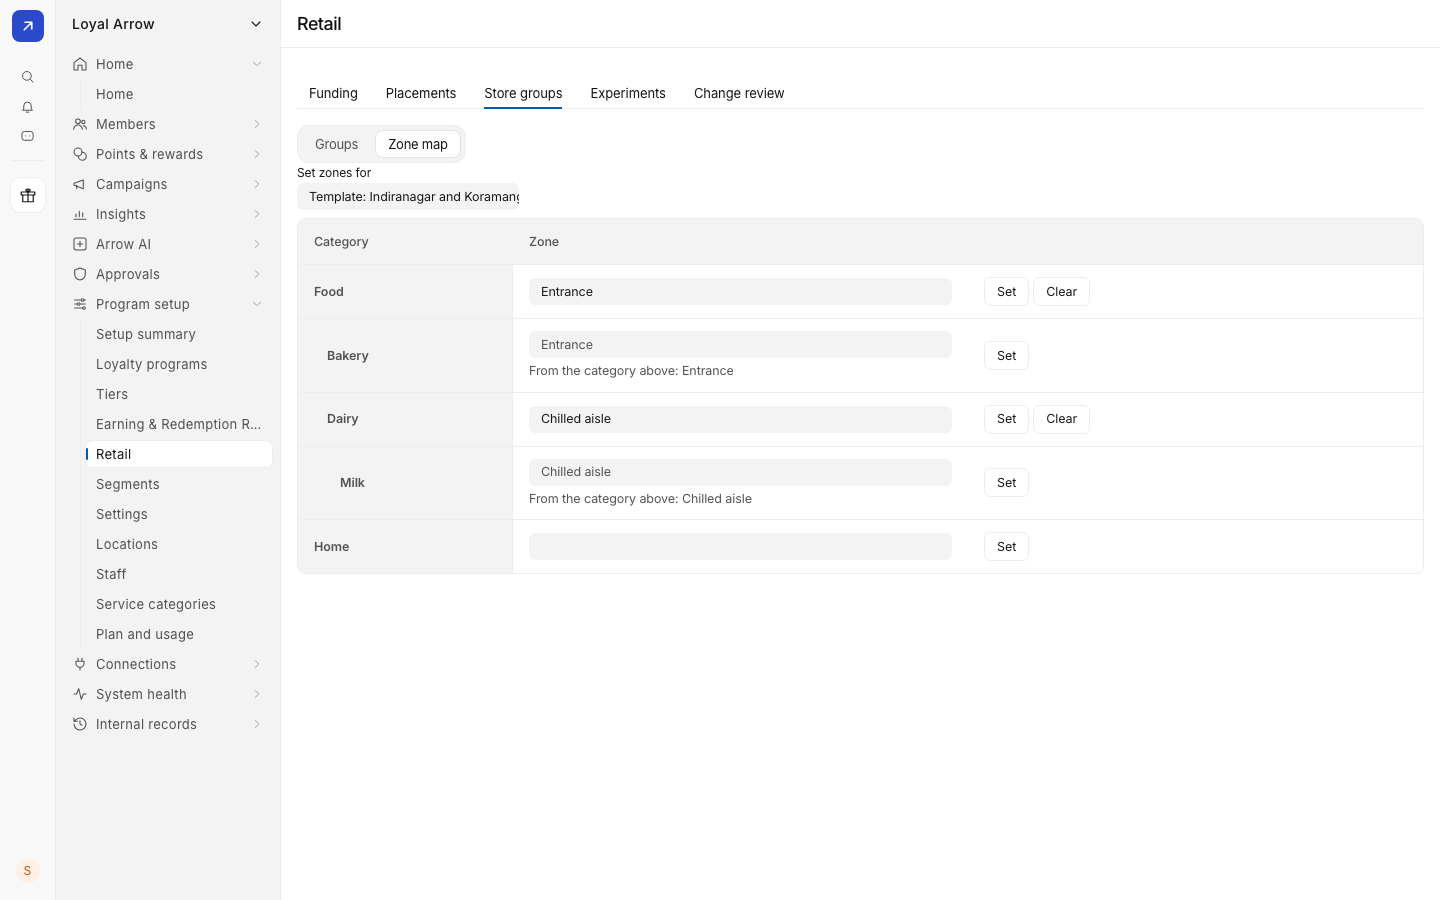 Loyal Arrow
Home
Home
Members
Points & rewards
Campaigns
Insights
Arrow AI
Approvals
Program setup
Setup summary
Loyalty programs
Tiers
Earning & Redemption R...
Retail
Segments
Settings
Locations
Staff
Service categories
Plan and usage
Connections
System health
Internal records
S
Retail
Funding Placements Store groups Experiments Change review
Groups Zone map
Set zones for
Template: Indiranagar and Koramang
Category Zone
Food Entrance Set Clear
Bakery Entrance Set
From the category above: Entrance
Dairy Chilled aisle Set Clear
Milk Chilled aisle Set
From the category above: Chilled aisle
Home Set